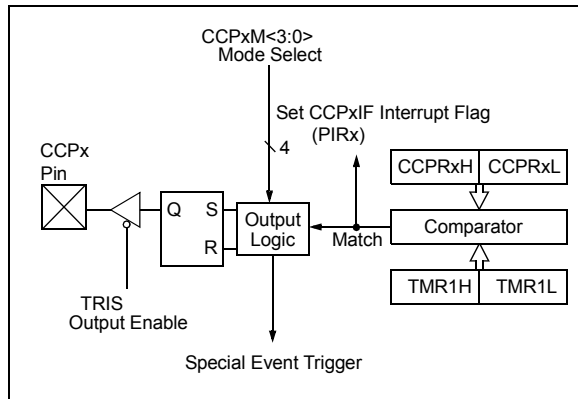 CCPxM<3:0>
Mode Select
Set CCPxIF Interrupt Flag
(PIRx)
4
CCPx
Pin
CCPRxH CCPRxL
Q S
R
Output
Logic
Match
Comparator
TMR1H TMR1L
TRIS
Output Enable
Special Event Trigger